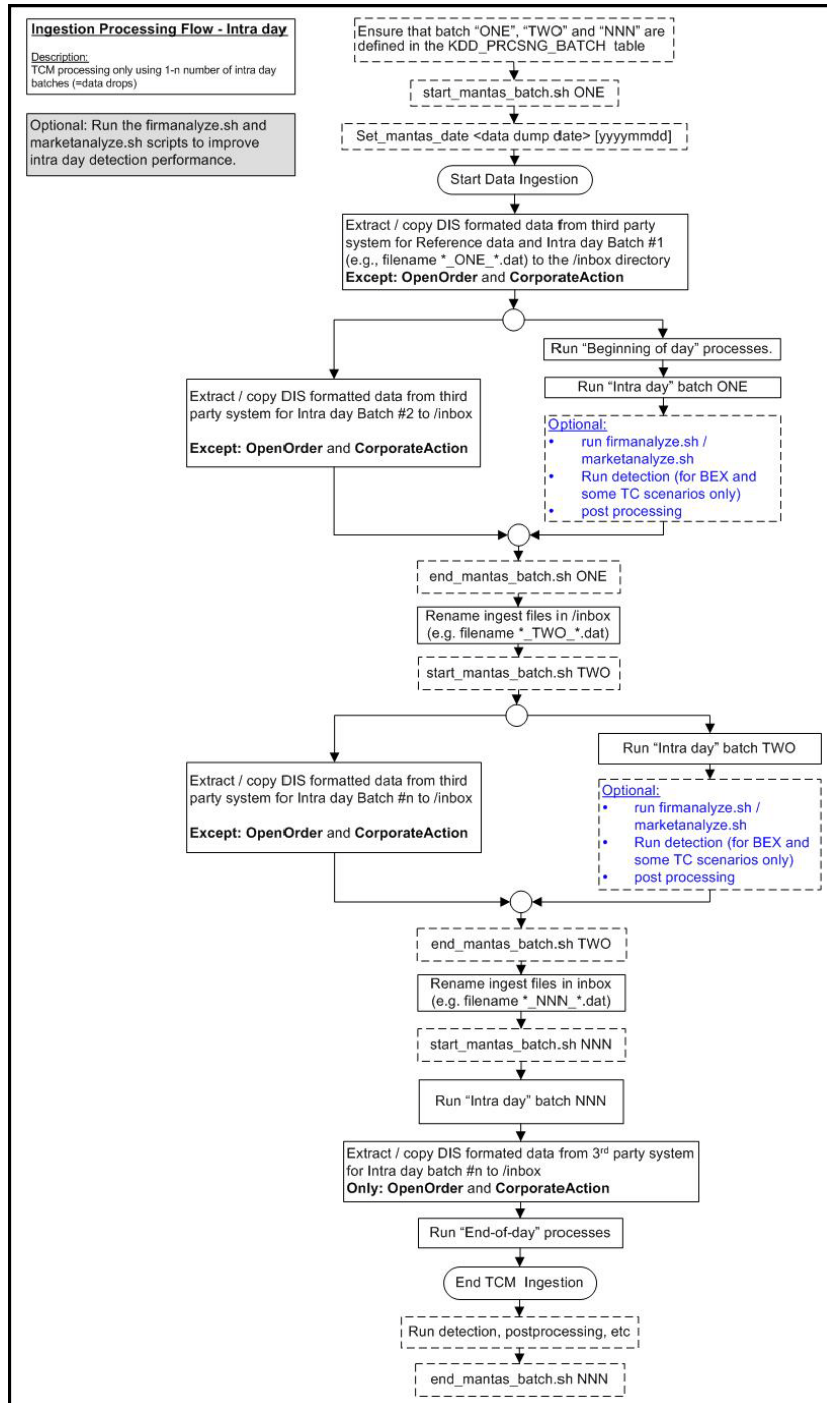 Ingestion Processing Flow - Intra day
Description:
TCM processing only using 1-n number of intra day
batches (=data drops)
Optional: Run the firmanalyze.sh and
marketanalyze.sh scripts to improve
intra day detection performance.
Ensure that batch “ONE”, “TWO” and “NNN” are
defined in the KDD_PRCSNG_BATCH table
start_mantas_batch.sh ONE
Set_mantas_date <data dump date> [yyyymmdd]
Start Data Ingestion
Extract / copy DIS formated data from third party
system for Reference data and Intra day Batch #1
(e.g., filename *_ONE_*.dat) to the /inbox directory
Except: OpenOrder and CorporateAction
Run “Beginning of day” processes.
Run “Intra day” batch ONE
Extract / copy DIS formatted data from third
party system for Intra day Batch #2 to /inbox
Except: OpenOrder and CorporateAction
Optional:
• run firmanalyze.sh /
marketanalyze.sh
• Run detection (for BEX and
some TC scenarios only)
• post processing
end_mantas_batch.sh ONE
Rename ingest files in /inbox
(e.g. filename *_TWO_*.dat)
start_mantas_batch.sh TWO
Run “Intra day” batch TWO
Extract / copy DIS formatted data from third
party system for Intra day Batch #n to /inbox
Except: OpenOrder and CorporateAction
Optional:
• run firmanalyze.sh /
marketanalyze.sh
• Run detection (for BEX and
some TC scenarios only)
• post processing
end_mantas_batch.sh TWO
Rename ingest files in inbox
(e.g. filename *_NNN_*.dat)
start_mantas_batch.sh NNN
Run “Intra day” batch NNN
Extract / copy DIS formated data from 3rd party system
for Intra day batch #n to /inbox
Only: OpenOrder and CorporateAction
Run “End-of-day” processes
End TCM Ingestion
Run detection, postprocessing, etc
end_mantas_batch.sh NNN